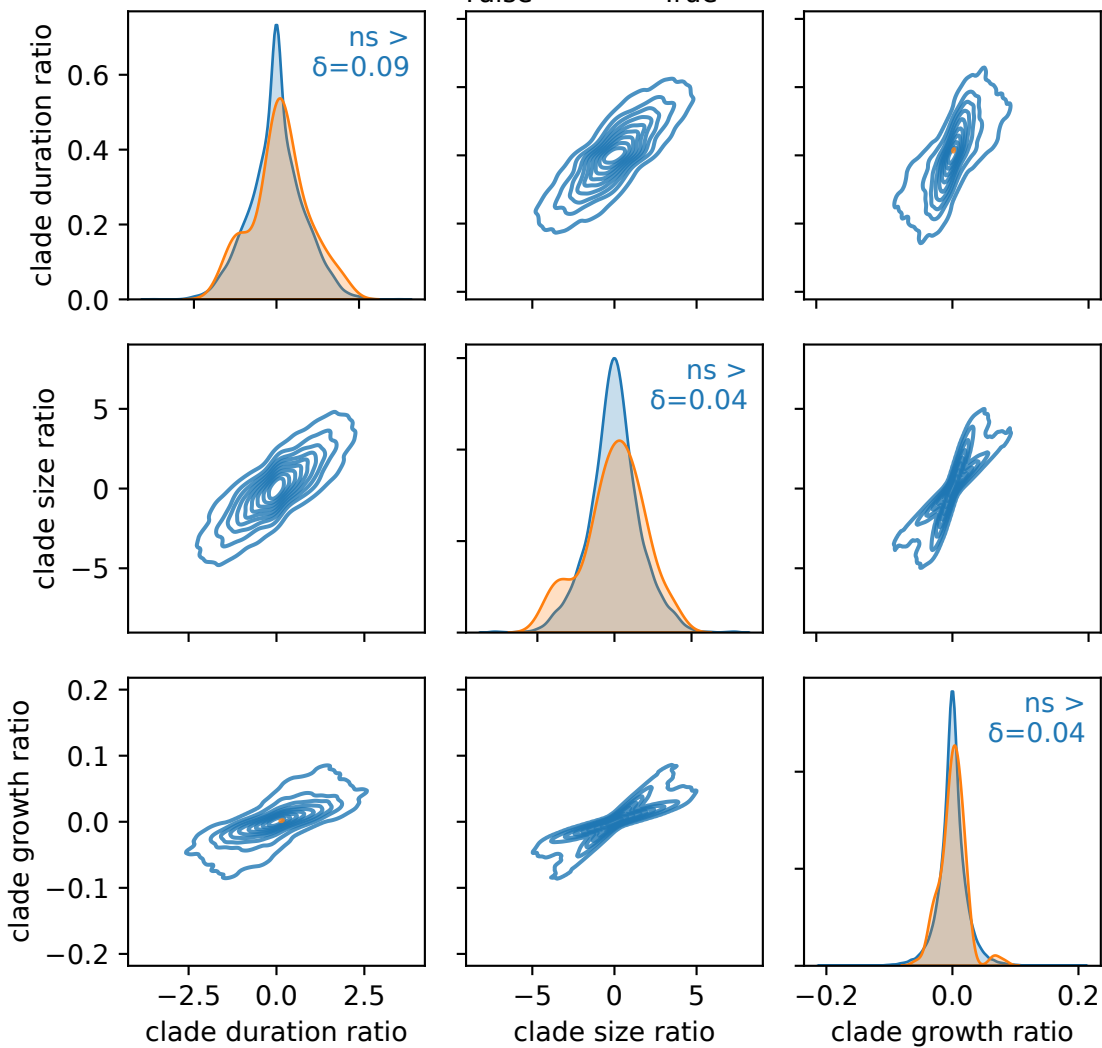 clade duration ratio
0.6
0.4
0.2
0.0
ns >
δ=0.09
clade size ratio
5
0
−5
ns >
δ=0.04
clade growth ratio
0.2
0.1
0.0
−0.1
−0.2
ns >
δ=0.04
−2.5 0.0 2.5
clade duration ratio
−5 0 5
clade size ratio
−0.2 0.0 0.2
clade growth ratio